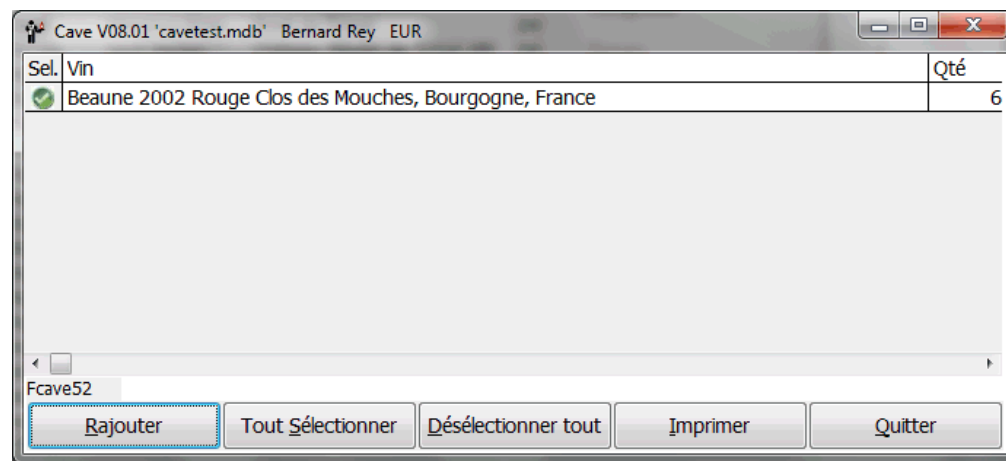 Cave V08.01 'cavetest.mdb' Bernard Rey EUR
Sel. Vin Qté
Beaune 2002 Rouge Clos des Mouches, Bourgogne, France 6
Fcave52
Rajouter Tout Sélectionner Désélectionner tout Imprimer Quitter